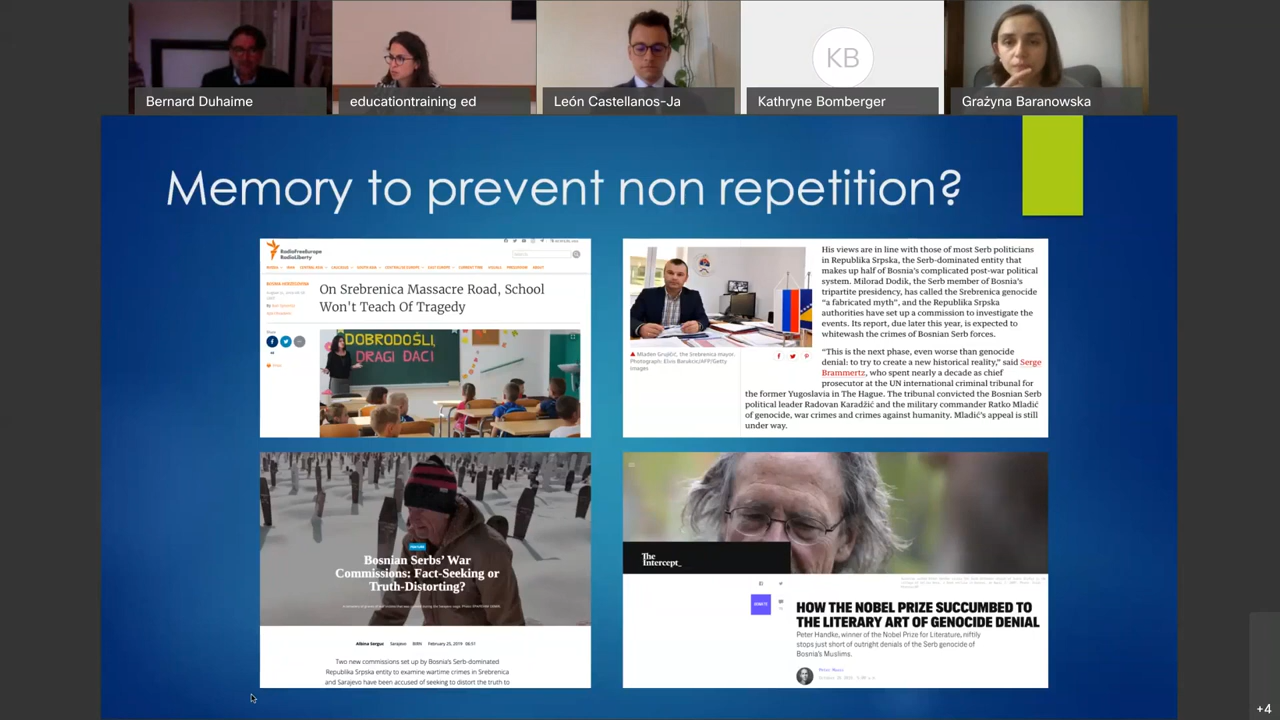 Bernard Duhaime
educationtraining ed
León Castellanos-Ja
KB
Kathryne Bomberger
Grażyna Baranowska
Memory to prevent non repetition?
RadioFreeEurope
RadioLiberty
On Srebrenica Massacre Road, School
Won't Teach Of Tragedy
DOBRODOŠLI,
DRAGI ĐACI
Mladen Grujičić, the Srebrenica mayor.
Photograph: Elvis Barukcic/AFP/Getty
Images
His views are in line with those of most Serb politicians
in Republika Srpska, the Serb-dominated entity that
makes up half of Bosnia's complicated post-war political
system. Milorad Dodik, the Serb member of Bosnia's
tripartite presidency, has called the Srebrenica genocide
"a fabricated myth", and the Republika Srpska
authorities have set up a commission to investigate the
events. Its report, due later this year, is expected to
whitewash the crimes of Bosnian Serb forces.
"This is the next phase, even worse than genocide
denial: to try to create a new historical reality," said Serge
Brammertz, who spent nearly a decade as chief
prosecutor at the UN international criminal tribunal for
the former Yugoslavia in The Hague. The tribunal convicted the Bosnian Serb
political leader Radovan Karadžić and the military commander Ratko Mladić
of genocide, war crimes and crimes against humanity. Mladić's appeal is still
under way.
Bosnian Serbs' War
Commissions: Fact-Seeking or
Truth-Distorting?
Albina Sorguc Sarajevo BIRN February 25, 2019 06:51
Two new commissions set up by Bosnia's Serb-dominated
Republika Srpska entity to examine wartime crimes in Srebrenica
and Sarajevo have been accused of seeking to distort the truth to
The
Intercept_
DONATE
HOW THE NOBEL PRIZE SUCCUMBED TO
THE LITERARY ART OF GENOCIDE DENIAL
Peter Handke, winner of the Nobel Prize for Literature, niftily
stops just short of outright denials of the Serb genocide of
Bosnia's Muslims.
+4